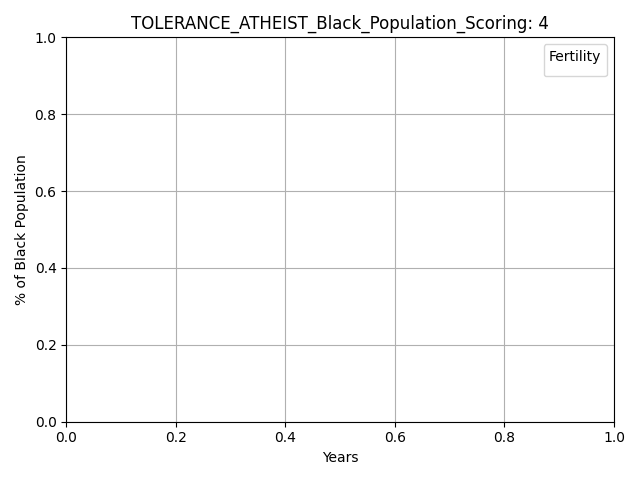 TOLERANCE_ATHEIST_Black_Population_Scoring: 4
Fertility
% of Black Population
1.0
0.8
0.6
0.4
0.2
0.0
0.0 0.2 0.4 0.6 0.8 1.0
Years